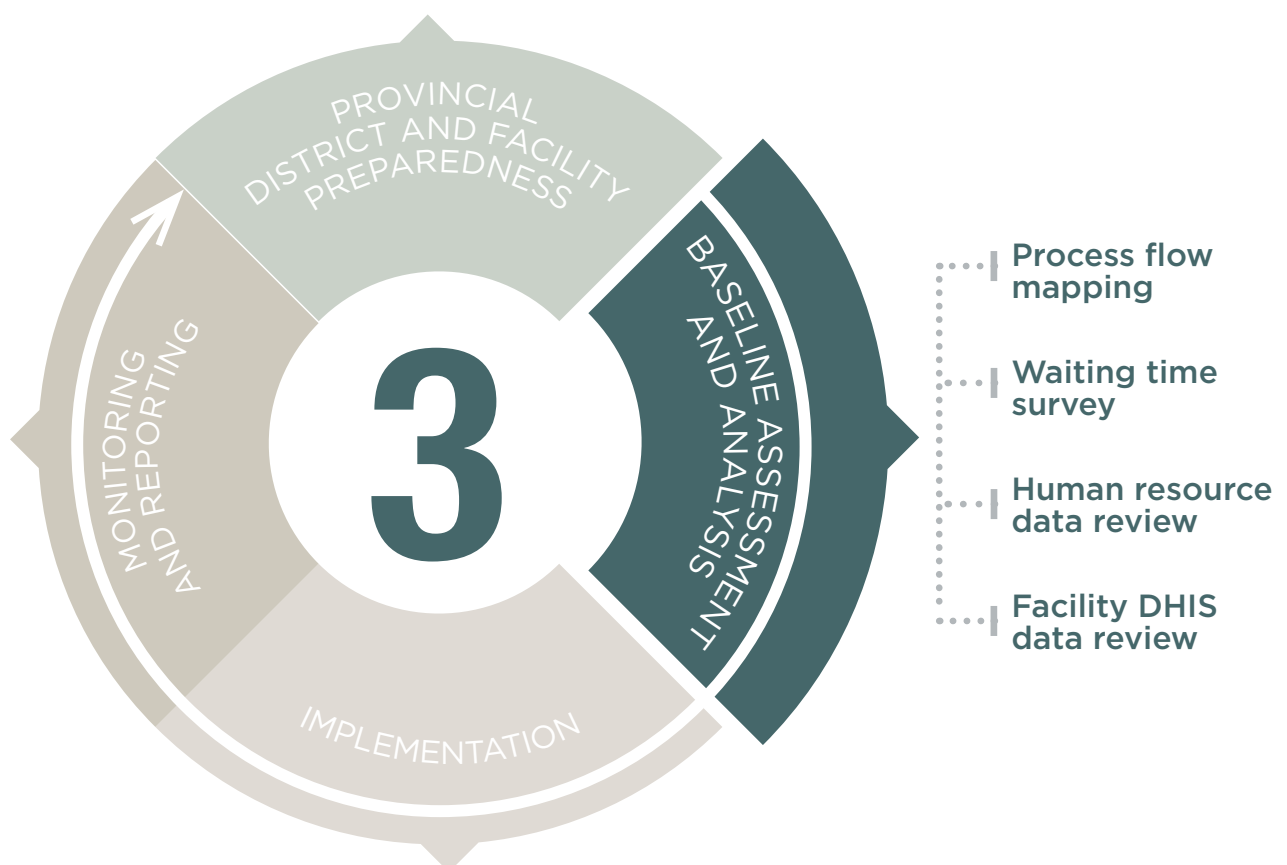 PROVINCIAL
DISTRICT AND FACILITY
PREPAREDNESS
BASELINE ASSESSMENT
AND ANALYSIS
IMPLEMENTATION
MONITORING
AND REPORTING
3
Process flow
mapping
Waiting time
survey
Human resource
data review
Facility DHIS
data review